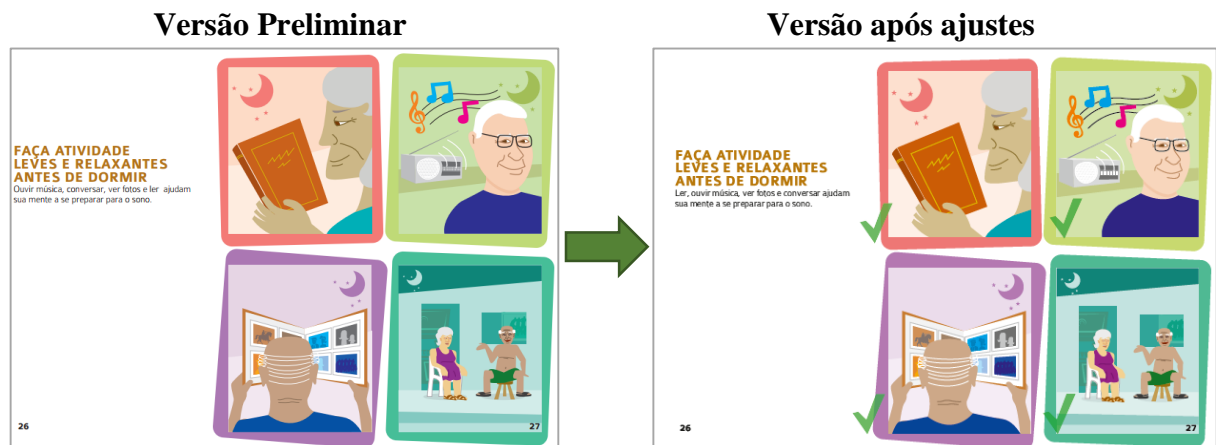 Versão Preliminar
Versão após ajustes
FAÇA ATIVIDADE
LEVES E RELAXANTES
ANTES DE DORMIR
Ouvir música, conversar, ver fotos e ler ajudam
sua mente a se preparar para o sono.
26
27
FAÇA ATIVIDADE
LEVES E RELAXANTES
ANTES DE DORMIR
Ler, ouvir música, ver fotos e conversar ajudam
sua mente a se preparar para o sono.
26
27